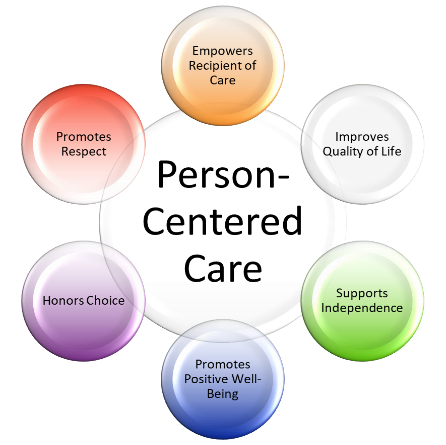 Empowers
Recipient of
Care
Improves
Quality of Life
Supports
Independence
Promotes
Positive Well-
Being
Honors Choice
Promotes
Respect
Person-
Centered
Care